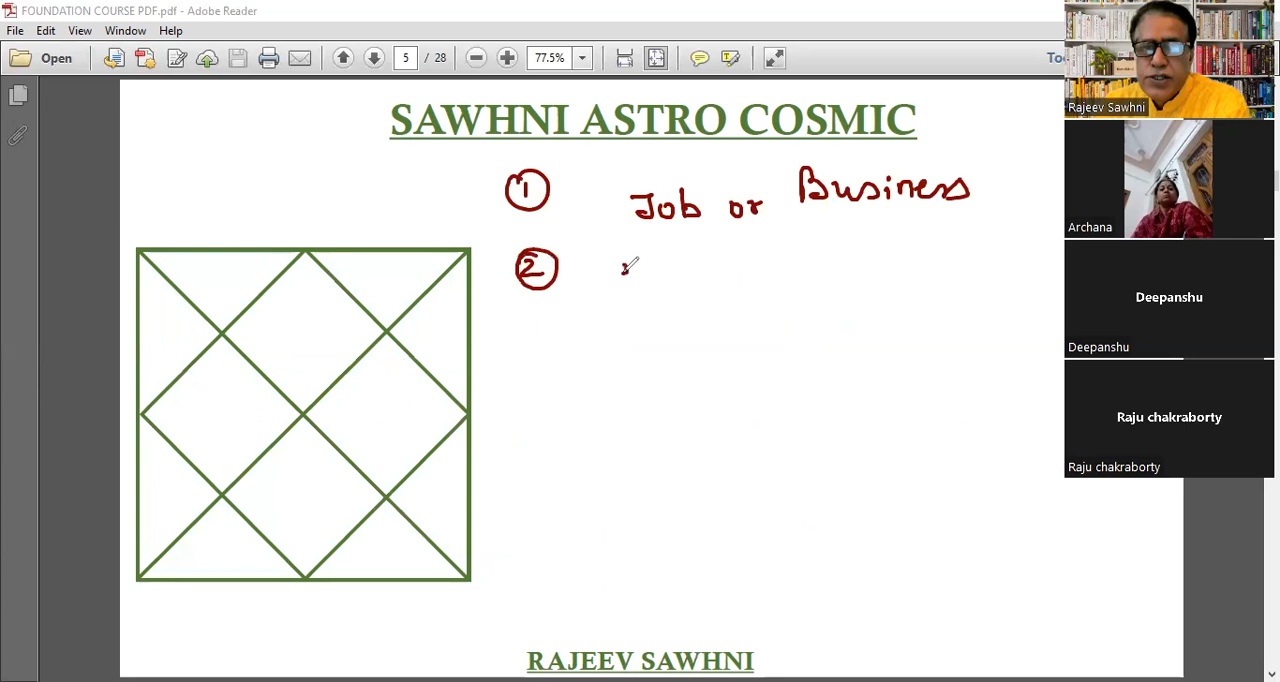 FOUNDATION COURSE PDF.pdf - Adobe Reader
File Edit View Window Help
Open 5 / 28 77.5%
SAWHNI ASTRO COSMIC
1 Job or Business
2
RAJEEV SAWHNI
Rajeev Sawhni
Archana
Deepanshu
Deepanshu
Raju chakraborty
Raju chakraborty